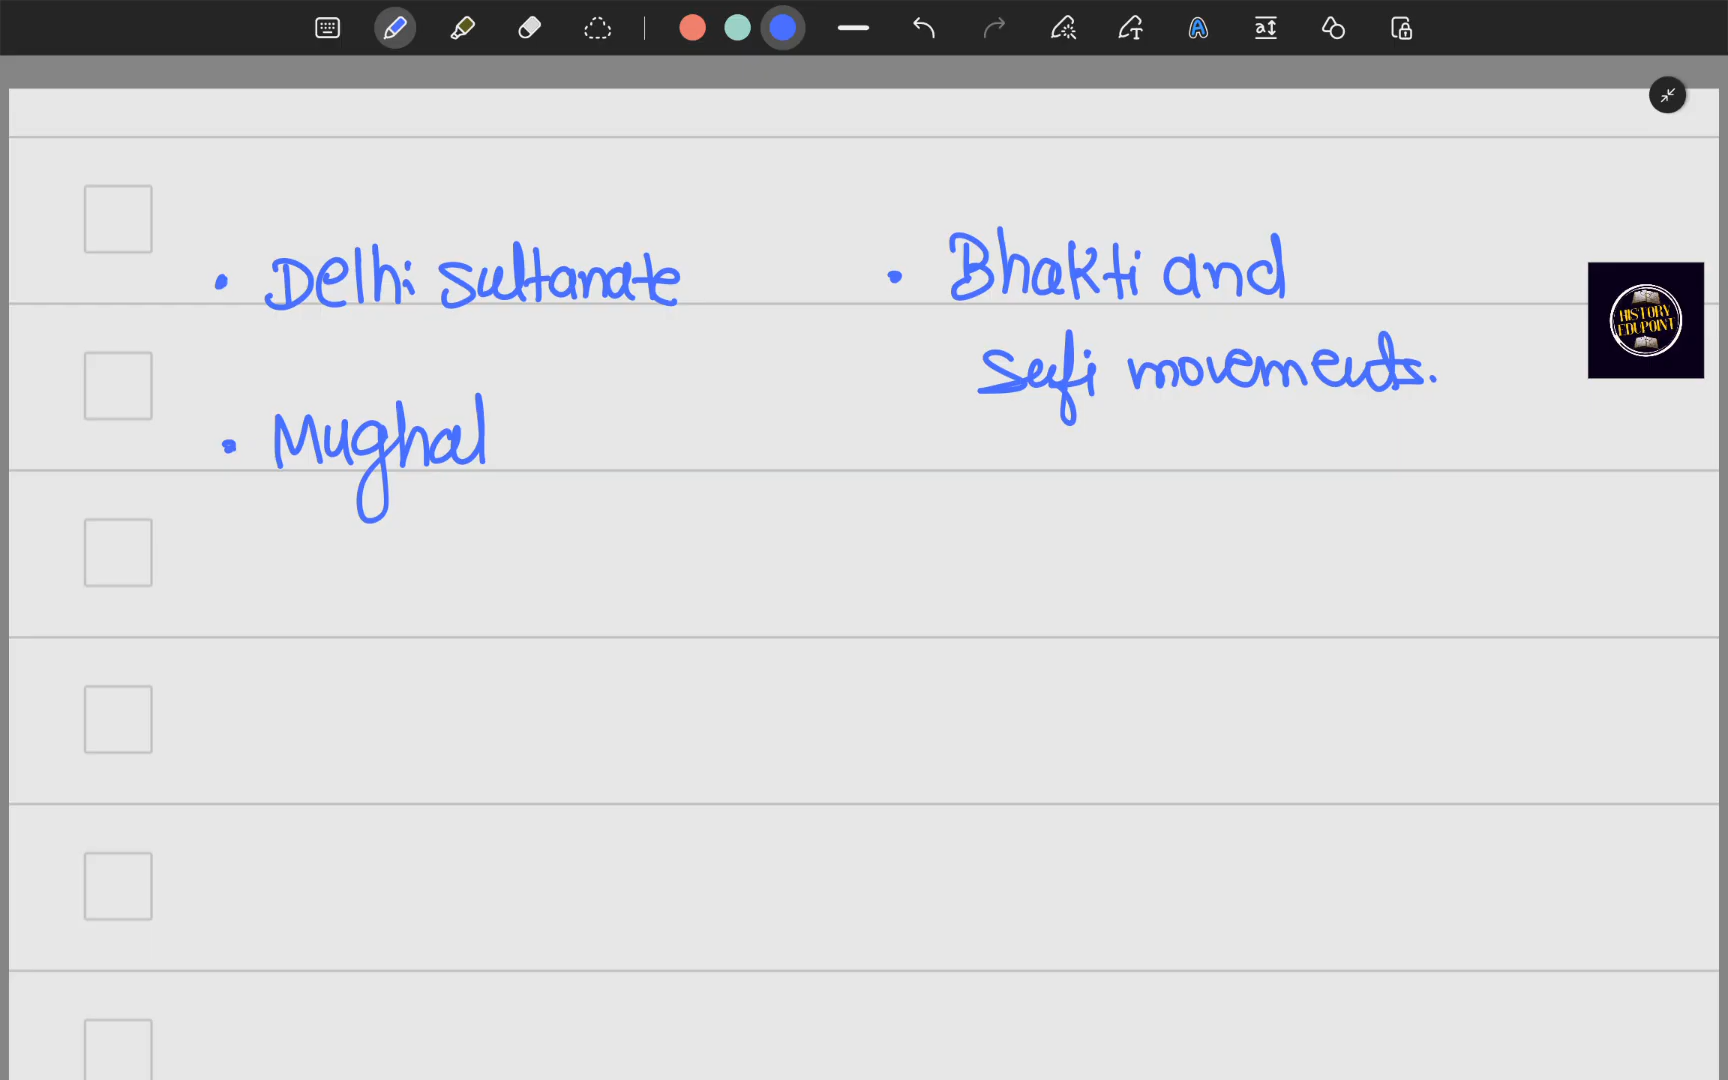 • Delhi Sultanate
• Mughal
• Bhakti and
Sufi movements.
HISTORY
EDUPOINT